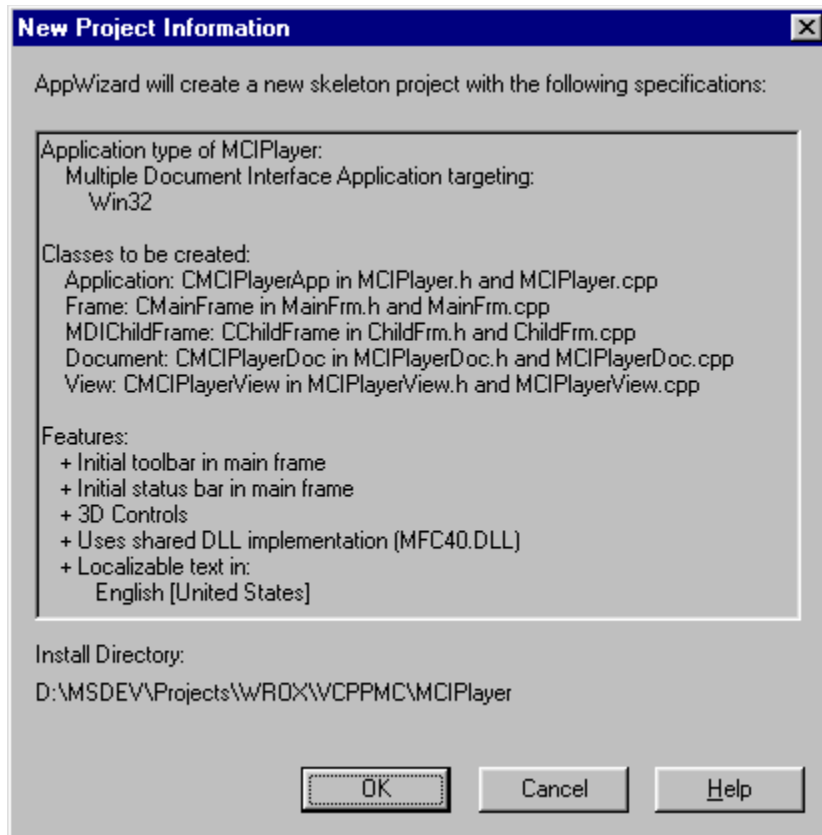 New Project Information
AppWizard will create a new skeleton project with the following specifications:
Application type of MCIPlayer:
Multiple Document Interface Application targeting:
Win32
Classes to be created:
Application: CMCIPlayerApp in MCIPlayer.h and MCIPlayer.cpp
Frame: CMainFrame in MainFrm.h and MainFrm.cpp
MDIChildFrame: CChildFrame in ChildFrm.h and ChildFrm.cpp
Document: CMCIPlayerDoc in MCIPlayerDoc.h and MCIPlayerDoc.cpp
View: CMCIPlayerView in MCIPlayerView.h and MCIPlayerView.cpp
Features:
+ Initial toolbar in main frame
+ Initial status bar in main frame
+ 3D Controls
+ Uses shared DLL implementation (MFC40.DLL)
+ Localizable text in:
English [United States]
Install Directory:
D:\MSDEV\Projects\WROX\VCPPMC\MCIPlayer
OK Cancel Help